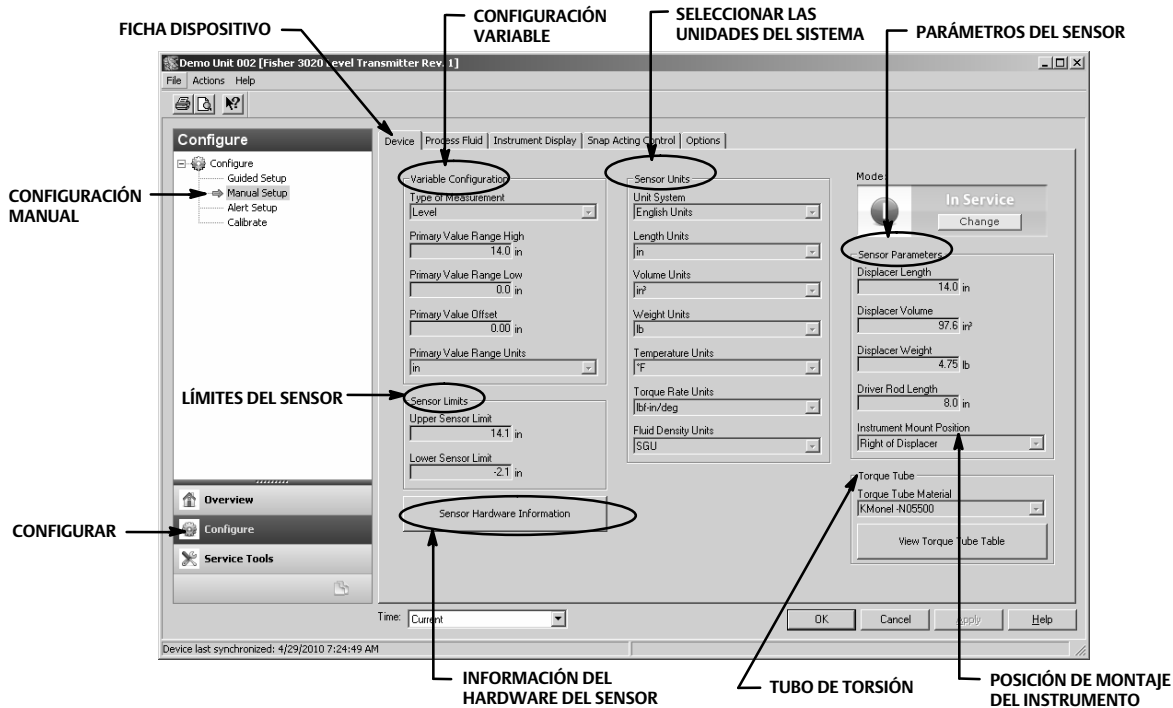 CONFIGURACIÓN
VARIABLE
SELECCIONAR LAS
UNIDADES DEL SISTEMA
FICHA DISPOSITIVO
PARÁMETROS DEL SENSOR
Demo Unit 002 [Fisher 3020 Level Transmitter Rev. 1]
File Actions Help
Configure
Configure
Guided Setup
Manual Setup
Alert Setup
Calibrate
CONFIGURACIÓN
MANUAL
Overview
Configure
Service Tools
CONFIGURAR
Device Process Fluid Instrument Display Snap Acting Control Options
Variable Configuration
Type of Measurement
Level
Primary Value Range High
14.0 in
Primary Value Range Low
0.0 in
Primary Value Offset
0.00 in
Primary Value Range Units
in
LÍMITES DEL SENSOR
Sensor Limits
Upper Sensor Limit
14.1 in
Lower Sensor Limit
-2.1 in
Sensor Hardware Information
Sensor Units
Unit System
English Units
Length Units
in
Volume Units
in³
Weight Units
lb
Temperature Units
°F
Torque Rate Units
lbf-in/deg
Fluid Density Units
SGU
Mode:
In Service
Change
Sensor Parameters
Displacer Length
14.0 in
Displacer Volume
97.6 in³
Displacer Weight
4.75 lb
Driver Rod Length
8.0 in
Instrument Mount Position
Right of Displacer
Torque Tube
Torque Tube Material
KMonel -N05500
View Torque Tube Table
Time: Current
OK Cancel Apply Help
Device last synchronized: 4/29/2010 7:24:49 AM
INFORMACIÓN DEL
HARDWARE DEL SENSOR
TUBO DE TORSIÓN
POSICIÓN DE MONTAJE
DEL INSTRUMENTO